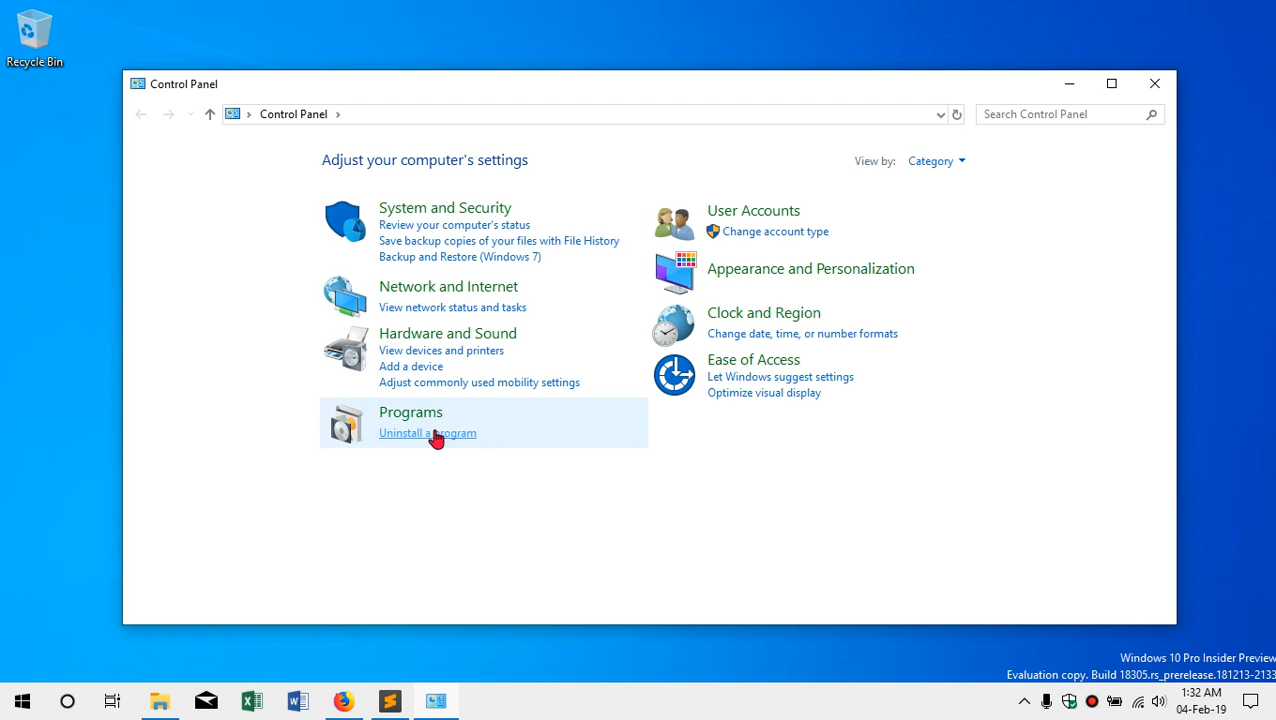 Recycle Bin
Control Panel
Control Panel
Search Control Panel
Adjust your computer's settings
View by: Category
System and Security
Review your computer's status
Save backup copies of your files with File History
Backup and Restore (Windows 7)
Network and Internet
View network status and tasks
Hardware and Sound
View devices and printers
Add a device
Adjust commonly used mobility settings
Programs
Uninstall a program
User Accounts
Change account type
Appearance and Personalization
Clock and Region
Change date, time, or number formats
Ease of Access
Let Windows suggest settings
Optimize visual display
Windows 10 Pro Insider Preview
Evaluation copy. Build 18305.rs_prerelease.181213-2133
1:32 AM
04-Feb-19